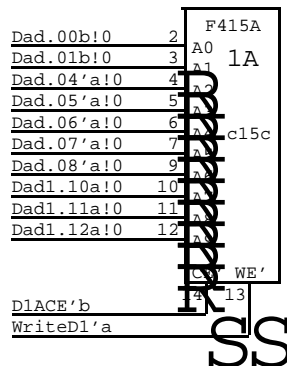 F415A
Dad.00b!0 2 A0 1A
Dad.01b!0 3 A1
Dad.04'a!0 4 A2
Dad.05'a!0 5
Dad.06'a!0 6 c15c
Dad.07'a!0 7
Dad.08'a!0 9
Dad1.10a!0 10
Dad1.11a!0 11
Dad1.12a!0 12
WE'
14 13
D1ACE'b
WriteD1'a
SS